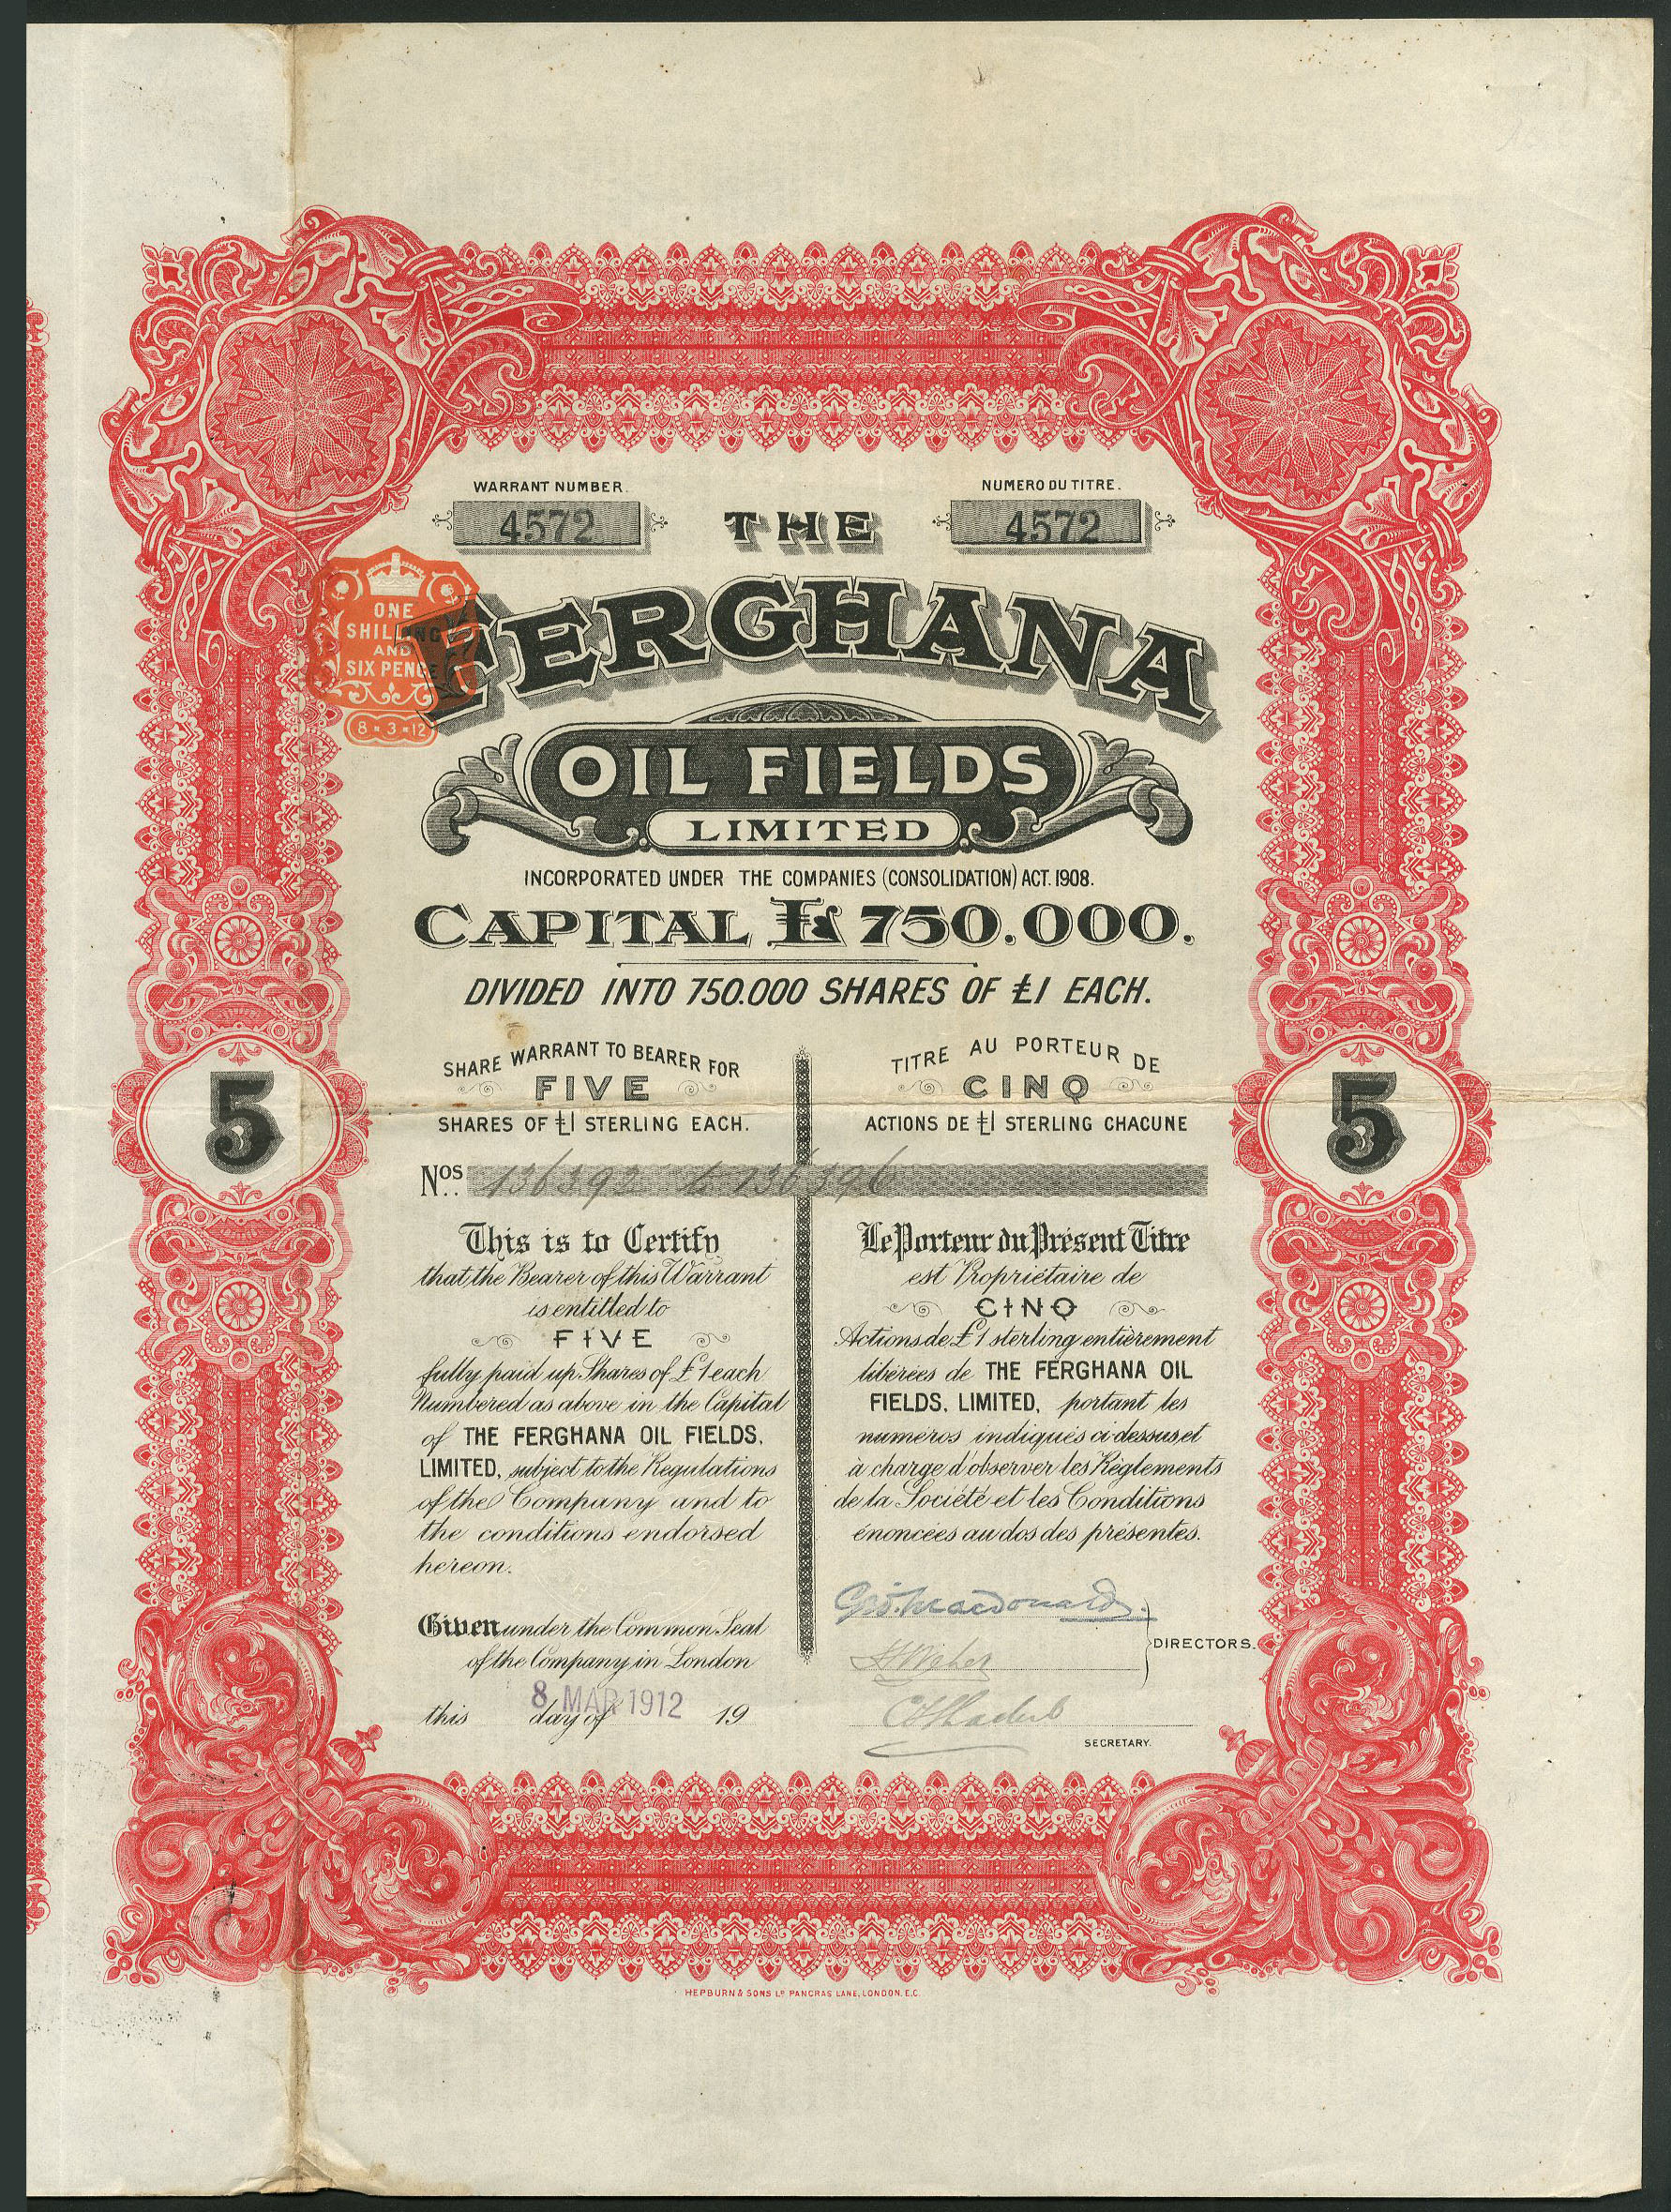 WARRANT NUMBER.
4572
NUMERO DU TITRE.
4572
THE
FERGHANA
OIL FIELDS
LIMITED
ONE
SHILLING
AND
SIX PENCE
8 · 3 · 12
INCORPORATED UNDER THE COMPANIES (CONSOLIDATION) ACT. 1908.
CAPITAL £ 750.000.
DIVIDED INTO 750.000 SHARES OF £1 EACH.
5
5
SHARE WARRANT TO BEARER FOR
FIVE
SHARES OF £1 STERLING EACH.
TITRE AU PORTEUR DE
CINQ
ACTIONS DE £1 STERLING CHACUNE
Nos. 136392 to 136396
This is to Certify
that the Bearer of this Warrant
is entitled to
FIVE
fully paid up Shares of £1 each
Numbered as above in the Capital
of THE FERGHANA OIL FIELDS,
LIMITED, subject to the Regulations
of the Company and to
the conditions endorsed
hereon.
Given under the Common Seal
of the Company in London
this day of 19
8 MAR 1912
Le Porteur du Présent Titre
est Propriétaire de
CINQ
Actions de £1 sterling entièrement
libérées de THE FERGHANA OIL
FIELDS, LIMITED, portant les
numéros indiqués ci-dessus, et
à charge d'observer les Règlements
de la Société et les Conditions
énoncées au dos des présentes.
Geo. Macdonald.
DIRECTORS.
SECRETARY.
HEPBURN & SONS LD PANCRAS LANE, LONDON, E.C.